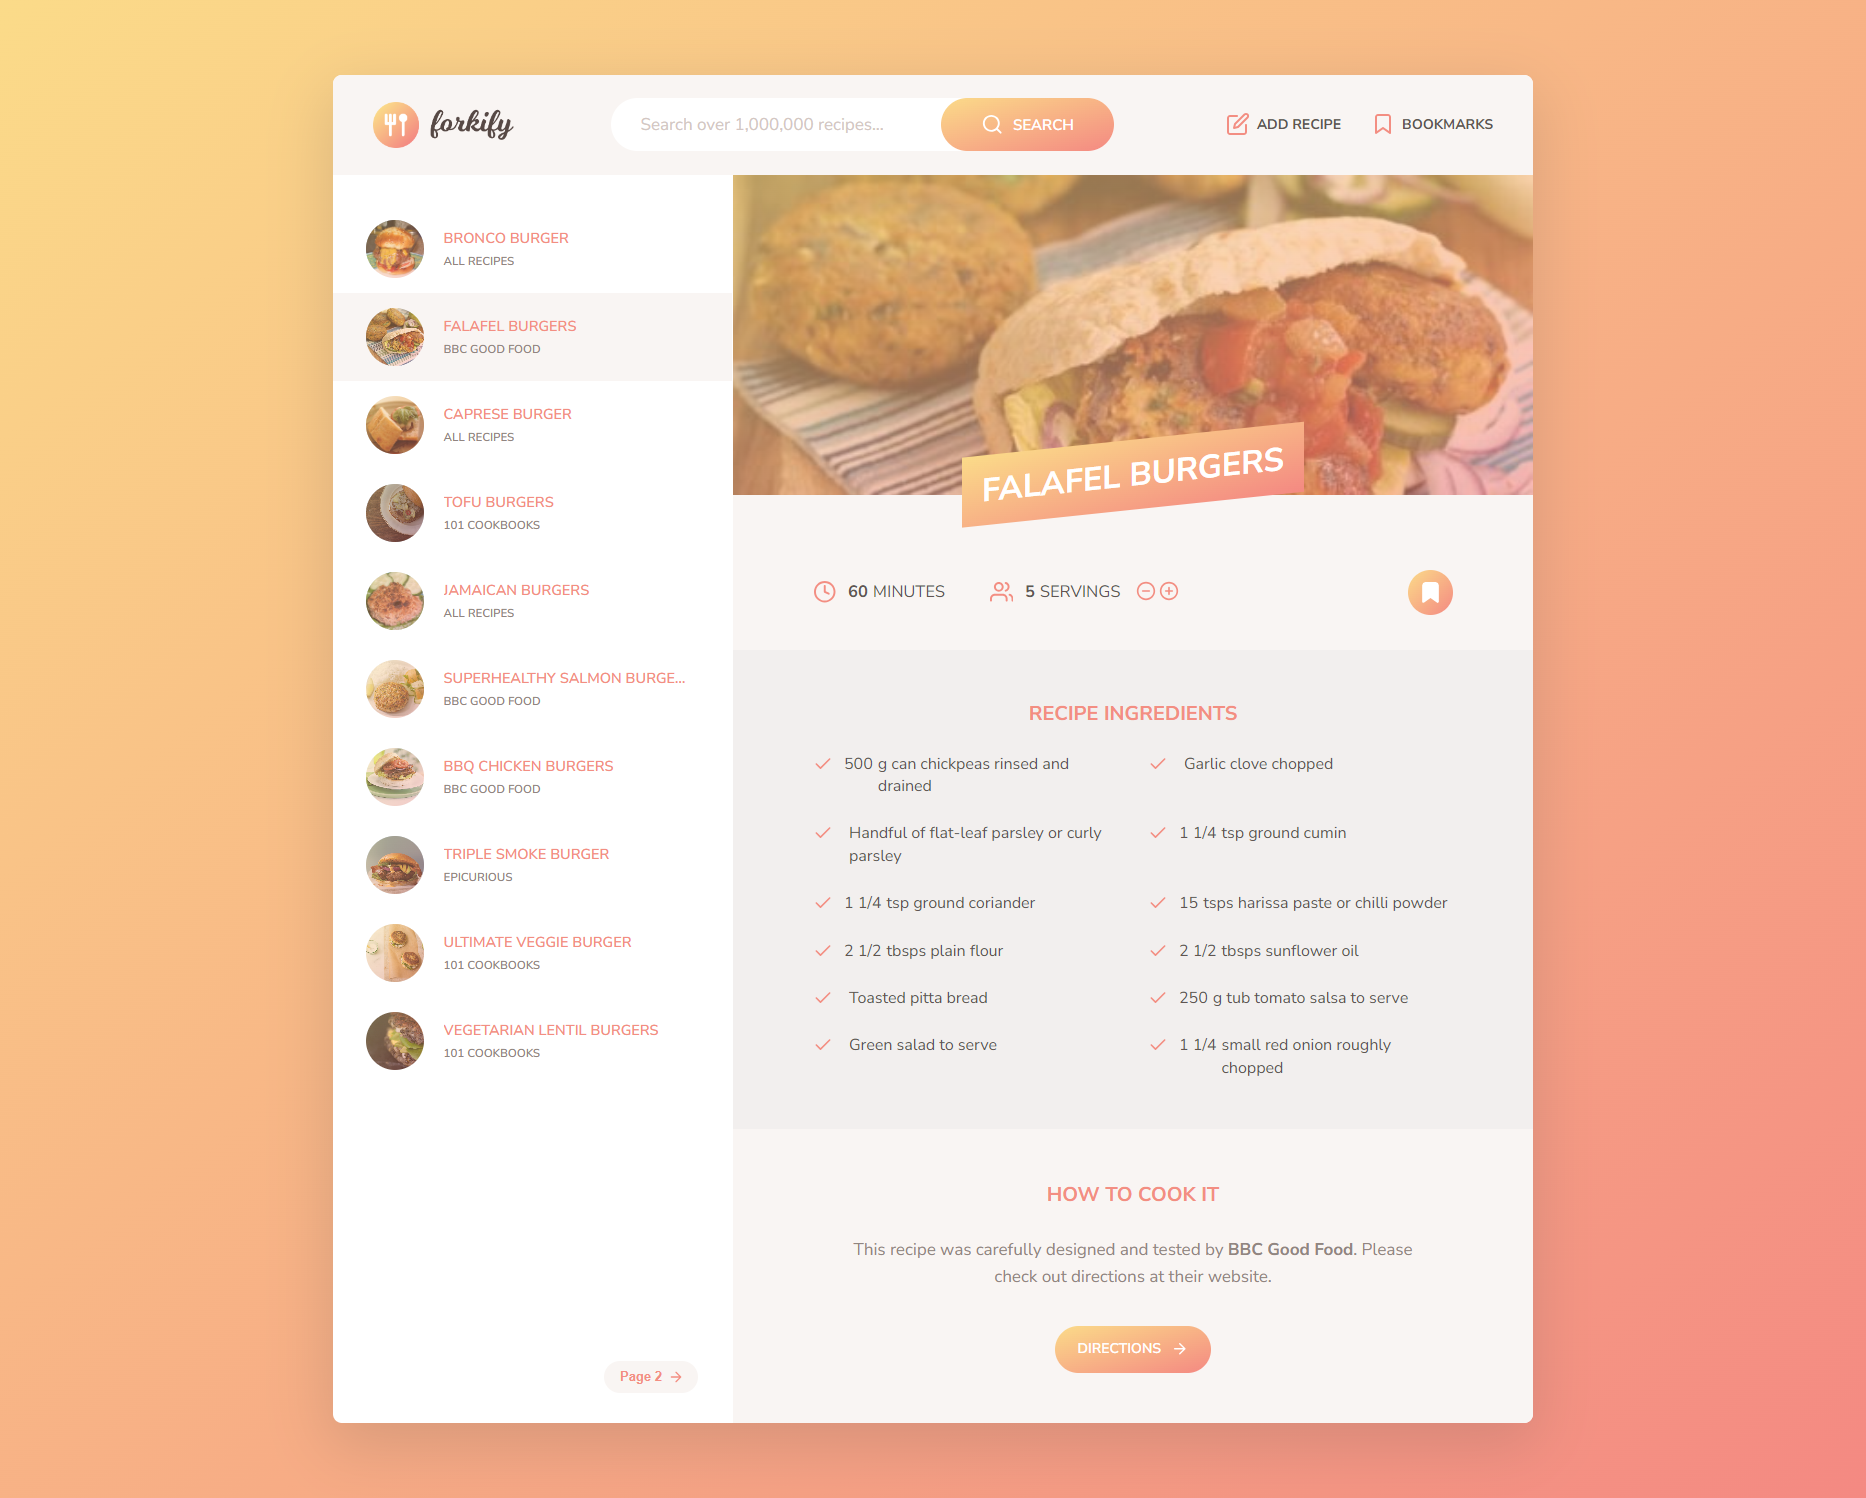 forkify
Search over 1,000,000 recipes...
SEARCH
ADD RECIPE
BOOKMARKS
BRONCO BURGER
ALL RECIPES
FALAFEL BURGERS
BBC GOOD FOOD
CAPRESE BURGER
ALL RECIPES
TOFU BURGERS
101 COOKBOOKS
JAMAICAN BURGERS
ALL RECIPES
SUPERHEALTHY SALMON BURGE...
BBC GOOD FOOD
BBQ CHICKEN BURGERS
BBC GOOD FOOD
TRIPLE SMOKE BURGER
EPICURIOUS
ULTIMATE VEGGIE BURGER
101 COOKBOOKS
VEGETARIAN LENTIL BURGERS
101 COOKBOOKS
Page 2
FALAFEL BURGERS
60 MINUTES
5 SERVINGS
RECIPE INGREDIENTS
500 g can chickpeas rinsed and
drained
Garlic clove chopped
Handful of flat-leaf parsley or curly
parsley
1 1/4 tsp ground cumin
1 1/4 tsp ground coriander
15 tsps harissa paste or chilli powder
2 1/2 tbsps plain flour
2 1/2 tbsps sunflower oil
Toasted pitta bread
250 g tub tomato salsa to serve
Green salad to serve
1 1/4 small red onion roughly
chopped
HOW TO COOK IT
This recipe was carefully designed and tested by BBC Good Food. Please
check out directions at their website.
DIRECTIONS